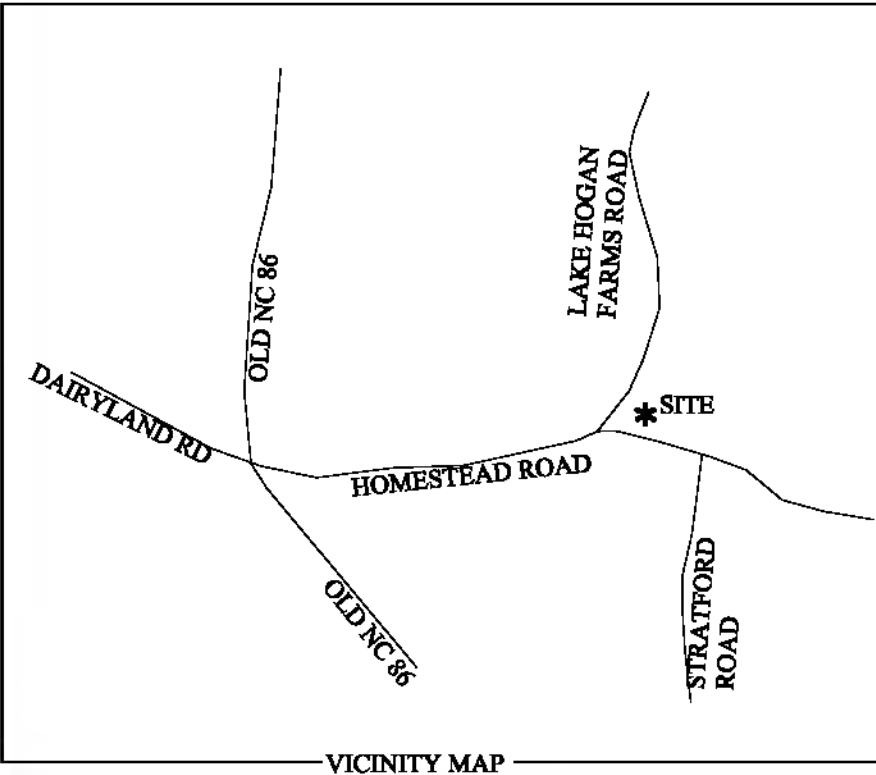 LAKE HOGAN
FARMS ROAD
OLD NC 86
DAIRYLAND RD
*SITE
HOMESTEAD ROAD
OLD NC 86
STRATFORD
ROAD
VICINITY MAP